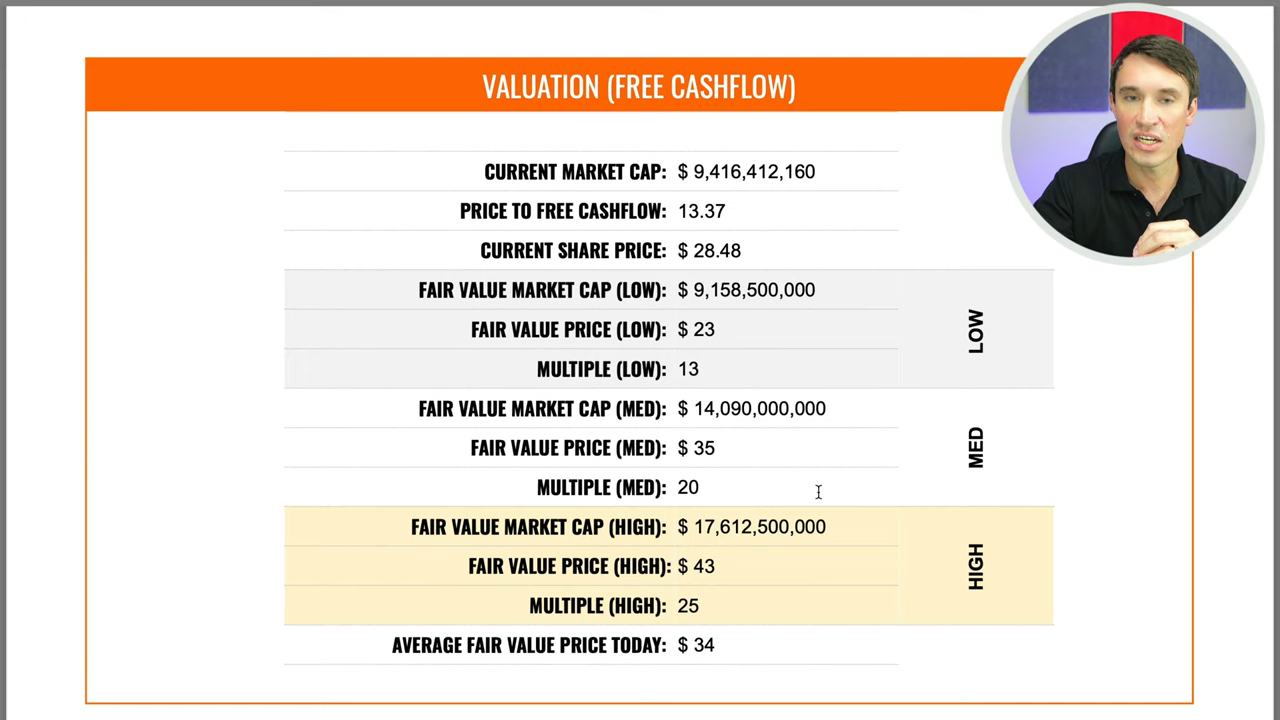 VALUATION (FREE CASHFLOW)
CURRENT MARKET CAP: $ 9,416,412,160
PRICE TO FREE CASHFLOW: 13.37
CURRENT SHARE PRICE: $ 28.48
FAIR VALUE MARKET CAP (LOW): $ 9,158,500,000
FAIR VALUE PRICE (LOW): $ 23
MULTIPLE (LOW): 13
LOW
FAIR VALUE MARKET CAP (MED): $ 14,090,000,000
FAIR VALUE PRICE (MED): $ 35
MULTIPLE (MED): 20
MED
FAIR VALUE MARKET CAP (HIGH): $ 17,612,500,000
FAIR VALUE PRICE (HIGH): $ 43
MULTIPLE (HIGH): 25
HIGH
AVERAGE FAIR VALUE PRICE TODAY: $ 34